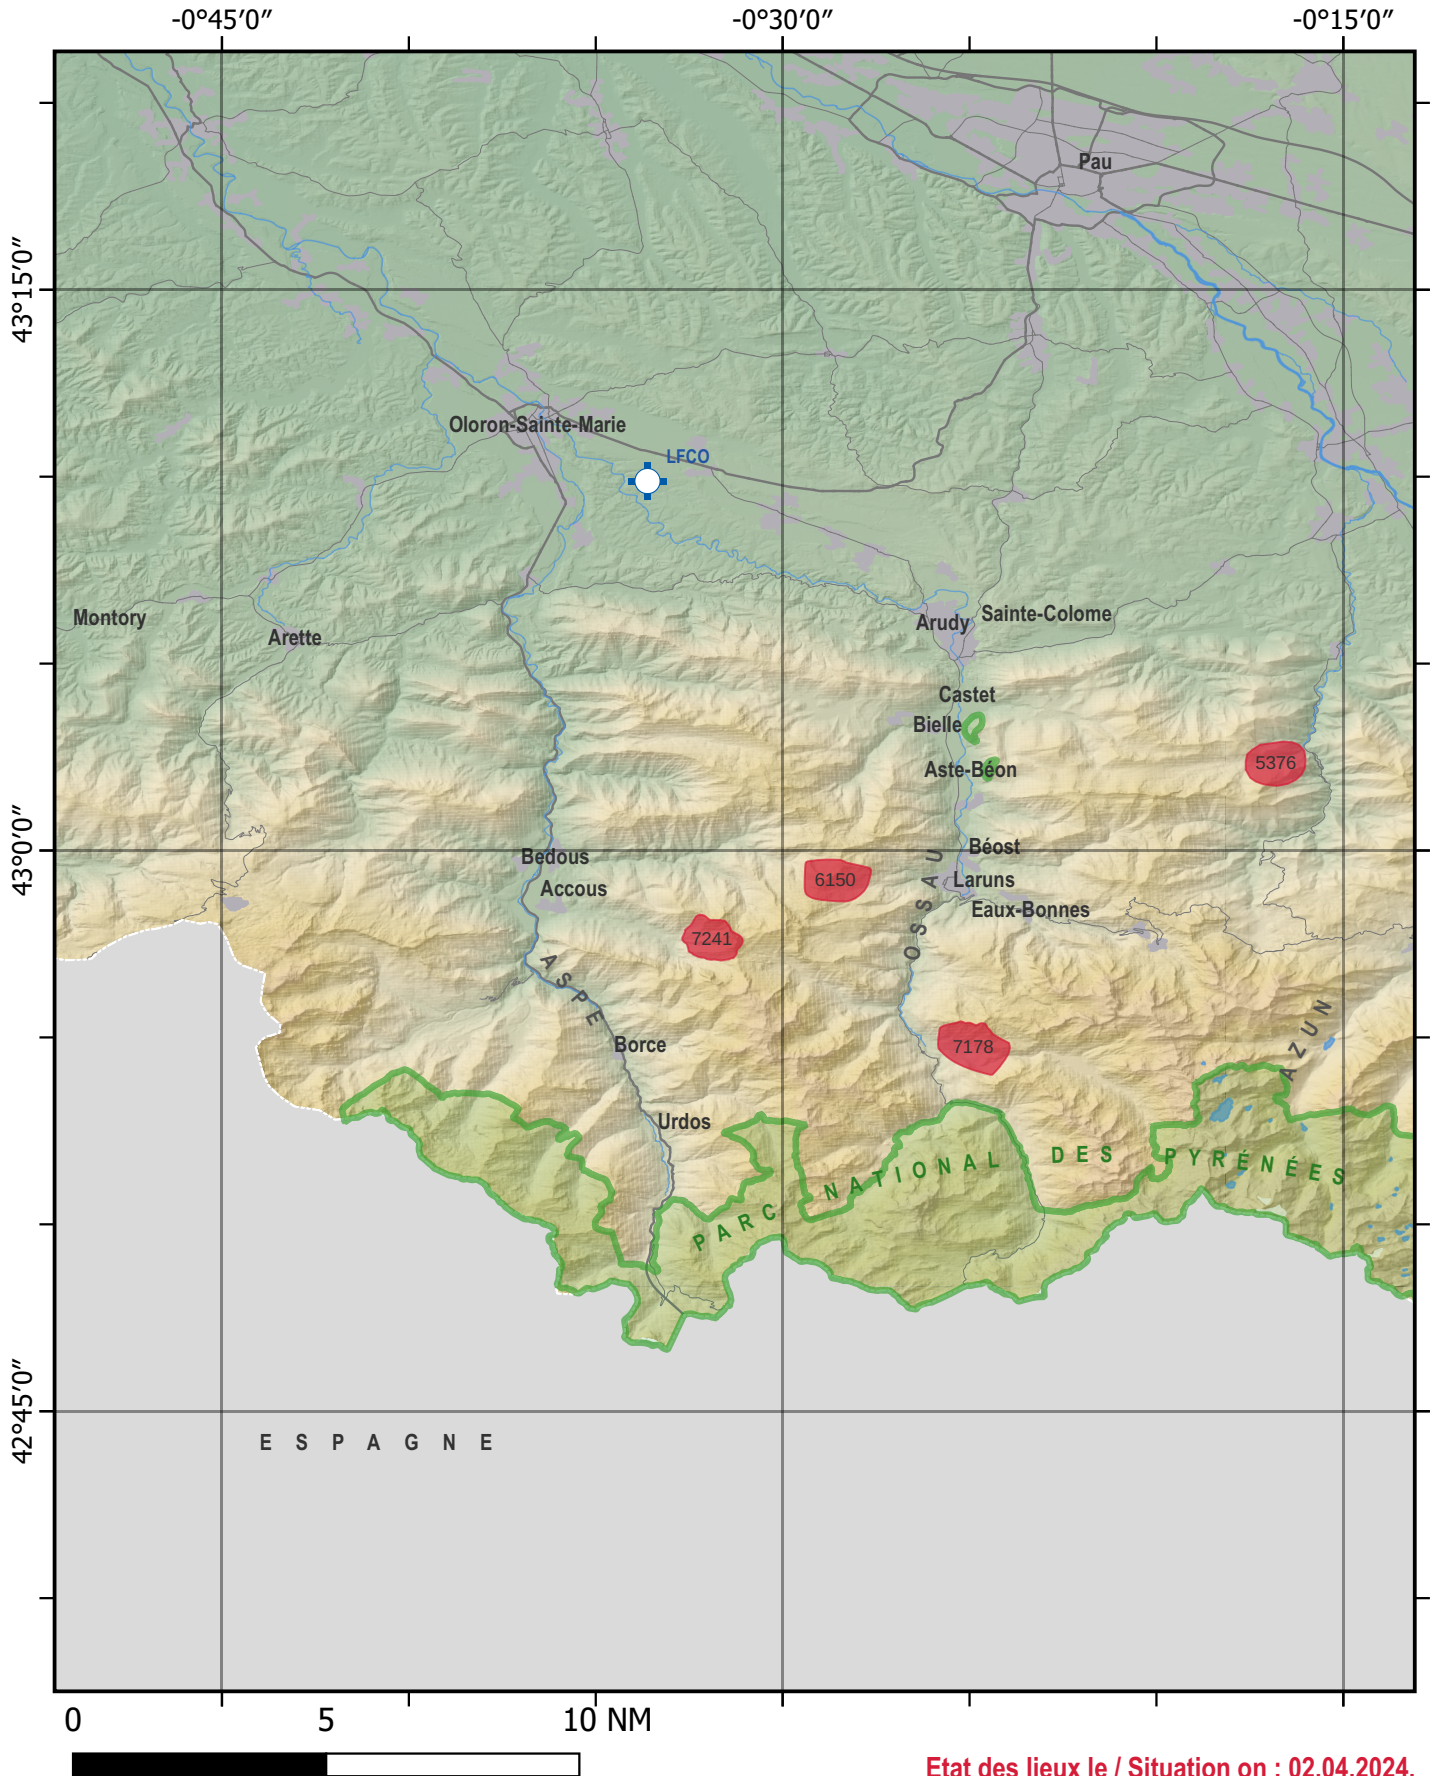 -0°45′0″ -0°30′0″ -0°15′0″
Pau
43°15′0″
Oloron-Sainte-Marie
LFCO
Montory
Arette
Arudy
Sainte-Colome
Castet
Bielle
Aste-Béon
5376
43°0′0″
Bedous
Accous
Béost
Laruns
Eaux-Bonnes
6150
7241
OSSAU
ASPE
Borce
7178
AZUN
Urdos
PARC NATIONAL DES PYRÉNÉES
42°45′0″
ESPAGNE
0 5 10 NM
Etat des lieux le / Situation on : 02.04.2024.